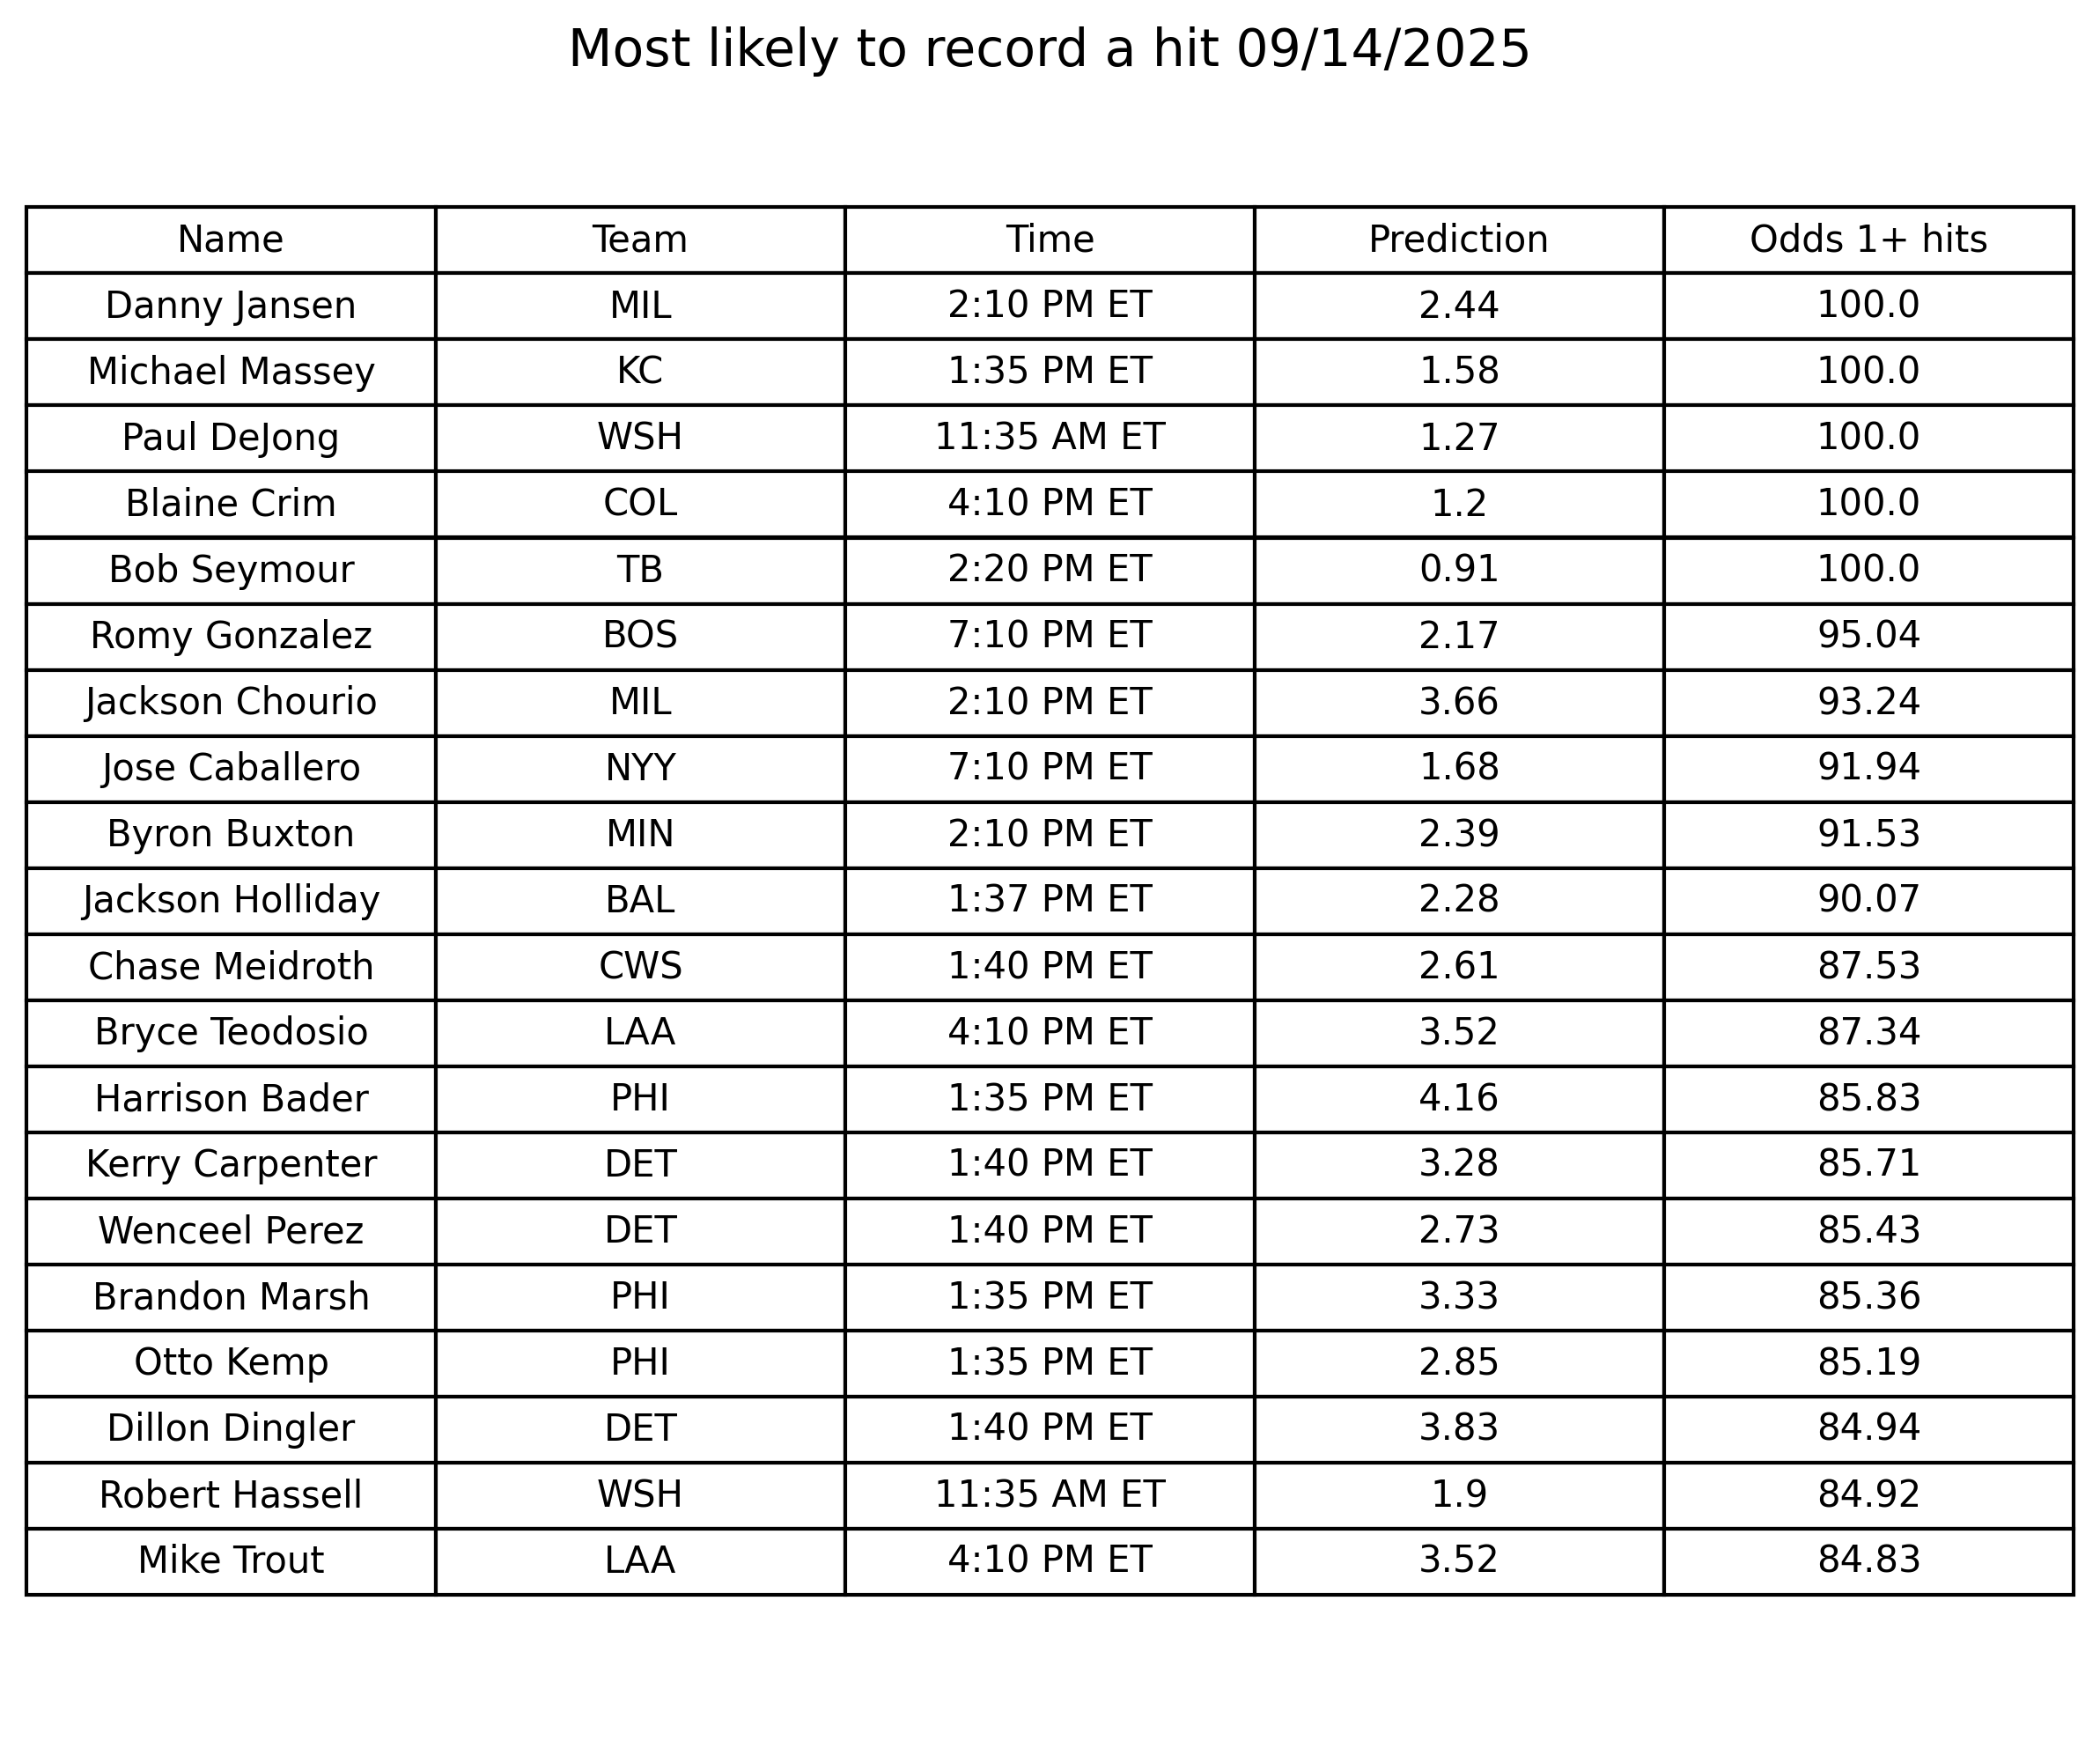 Most likely to record a hit 09/14/2025
Name Team Time Prediction Odds 1+ hits
Danny Jansen MIL 2:10 PM ET 2.44 100.0
Michael Massey KC 1:35 PM ET 1.58 100.0
Paul DeJong WSH 11:35 AM ET 1.27 100.0
Blaine Crim COL 4:10 PM ET 1.2 100.0
Bob Seymour TB 2:20 PM ET 0.91 100.0
Romy Gonzalez BOS 7:10 PM ET 2.17 95.04
Jackson Chourio MIL 2:10 PM ET 3.66 93.24
Jose Caballero NYY 7:10 PM ET 1.68 91.94
Byron Buxton MIN 2:10 PM ET 2.39 91.53
Jackson Holliday BAL 1:37 PM ET 2.28 90.07
Chase Meidroth CWS 1:40 PM ET 2.61 87.53
Bryce Teodosio LAA 4:10 PM ET 3.52 87.34
Harrison Bader PHI 1:35 PM ET 4.16 85.83
Kerry Carpenter DET 1:40 PM ET 3.28 85.71
Wenceel Perez DET 1:40 PM ET 2.73 85.43
Brandon Marsh PHI 1:35 PM ET 3.33 85.36
Otto Kemp PHI 1:35 PM ET 2.85 85.19
Dillon Dingler DET 1:40 PM ET 3.83 84.94
Robert Hassell WSH 11:35 AM ET 1.9 84.92
Mike Trout LAA 4:10 PM ET 3.52 84.83